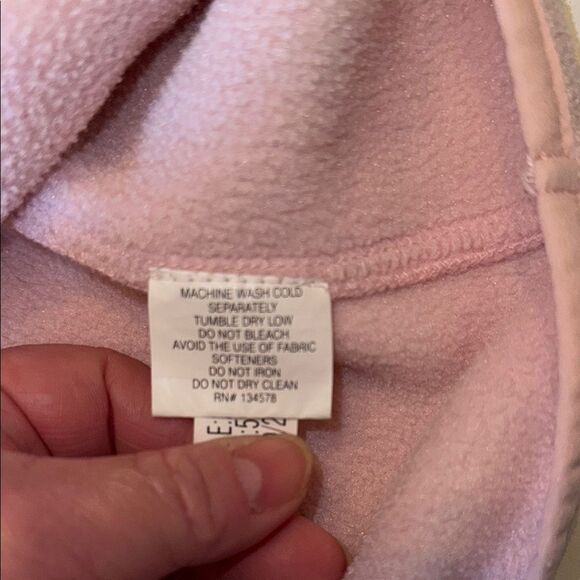 MACHINE WASH COLD
SEPARATELY
TUMBLE DRY LOW
DO NOT BLEACH
AVOID THE USE OF FABRIC
SOFTENERS
DO NOT IRON
DO NOT DRY CLEAN
RN# 134578